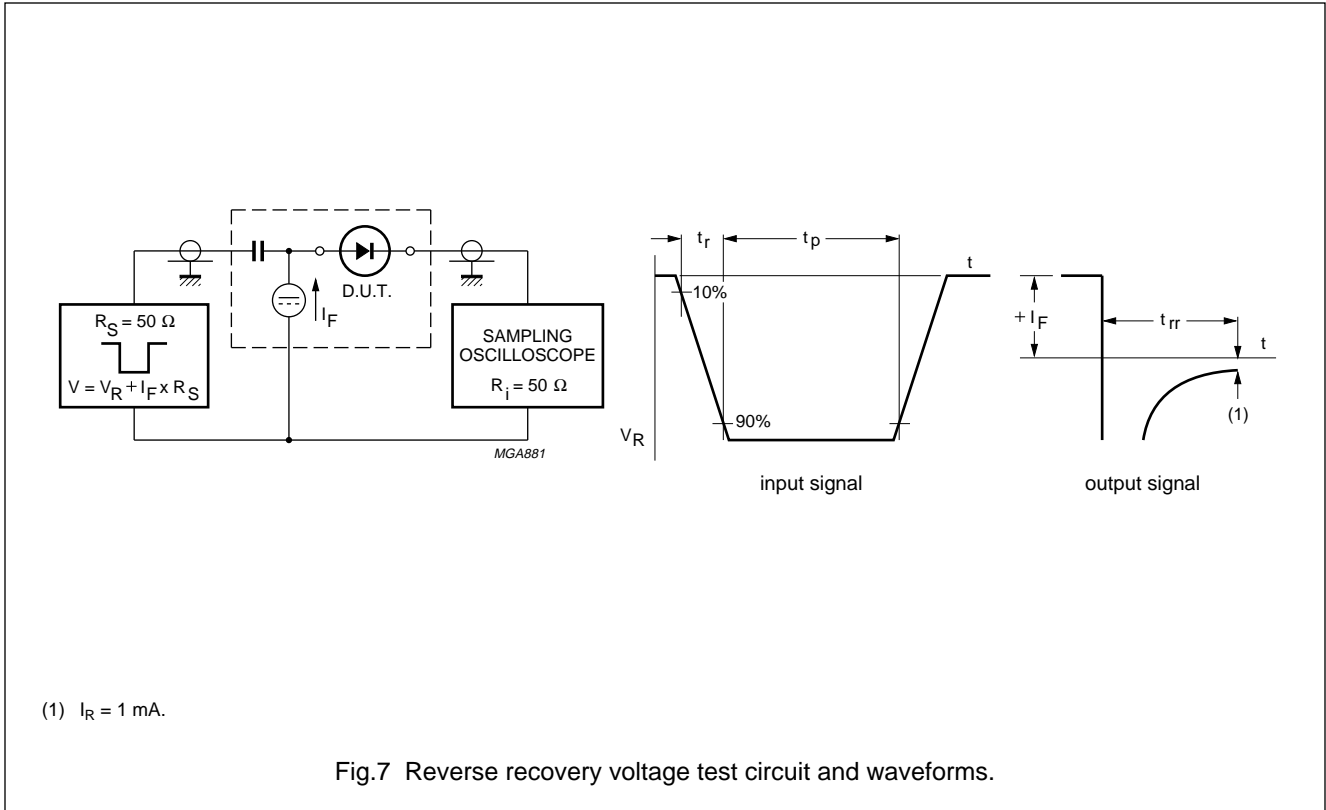 R_S = 50 Ω
V = V_R + I_F x R_S
I_F
D.U.T.
SAMPLING
OSCILLOSCOPE
R_i = 50 Ω
MGA881
t_r
t_p
t
10%
90%
V_R
input signal
+ I_F
t_rr
t
(1)
output signal
(1) I_R = 1 mA.
Fig.7 Reverse recovery voltage test circuit and waveforms.